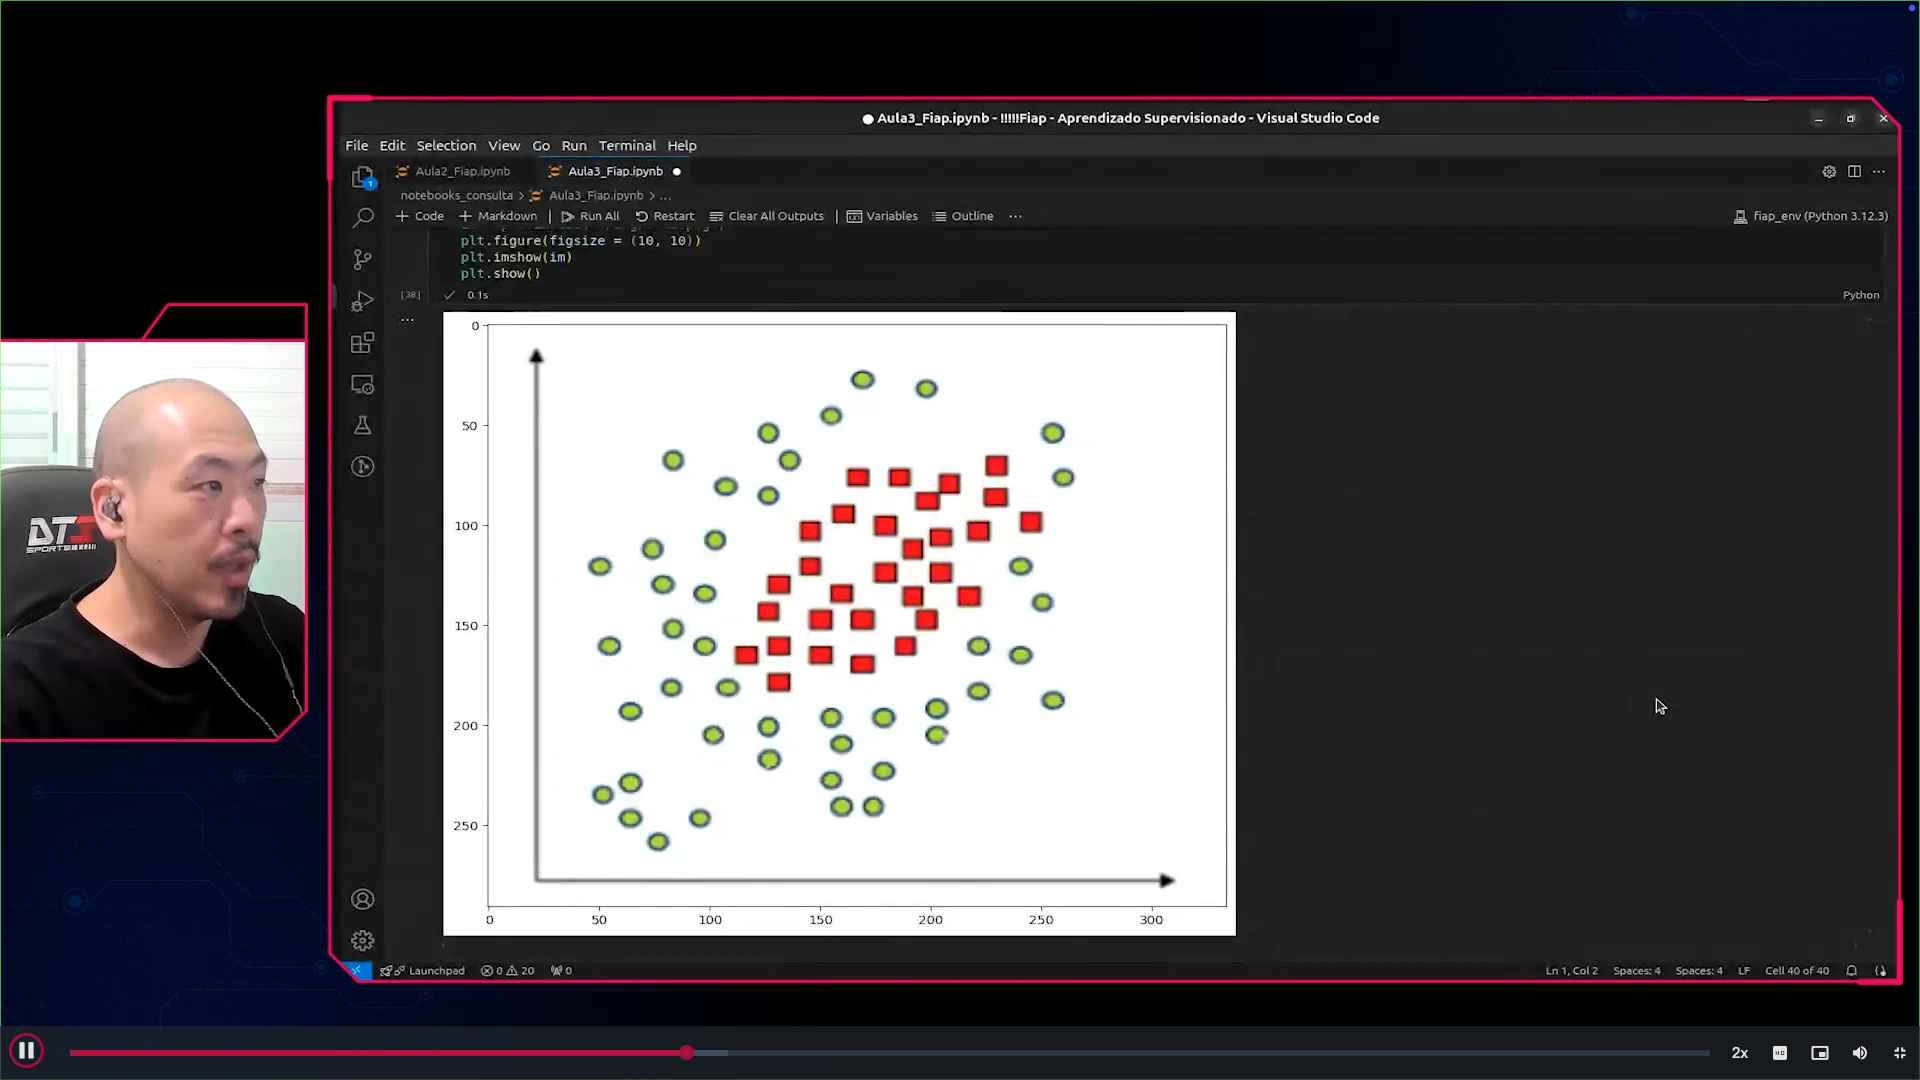 Aula3_Fiap.ipynb - !!!!!Fiap - Aprendizado Supervisionado - Visual Studio Code
File Edit Selection View Go Run Terminal Help
Aula2_Fiap.ipynb Aula3_Fiap.ipynb
notebooks_consulta > Aula3_Fiap.ipynb > ...
+ Code + Markdown Run All Restart Clear All Outputs Variables Outline ... fiap_env (Python 3.12.3)
plt.figure(figsize = (10, 10))
plt.imshow(im)
plt.show()
[38] 0.1s Python
0
50
100
150
200
250
0 50 100 150 200 250 300
DT3
SPORTS
Launchpad 0 20 0 Ln 1, Col 2 Spaces: 4 Spaces: 4 LF Cell 40 of 40
1
2x HD